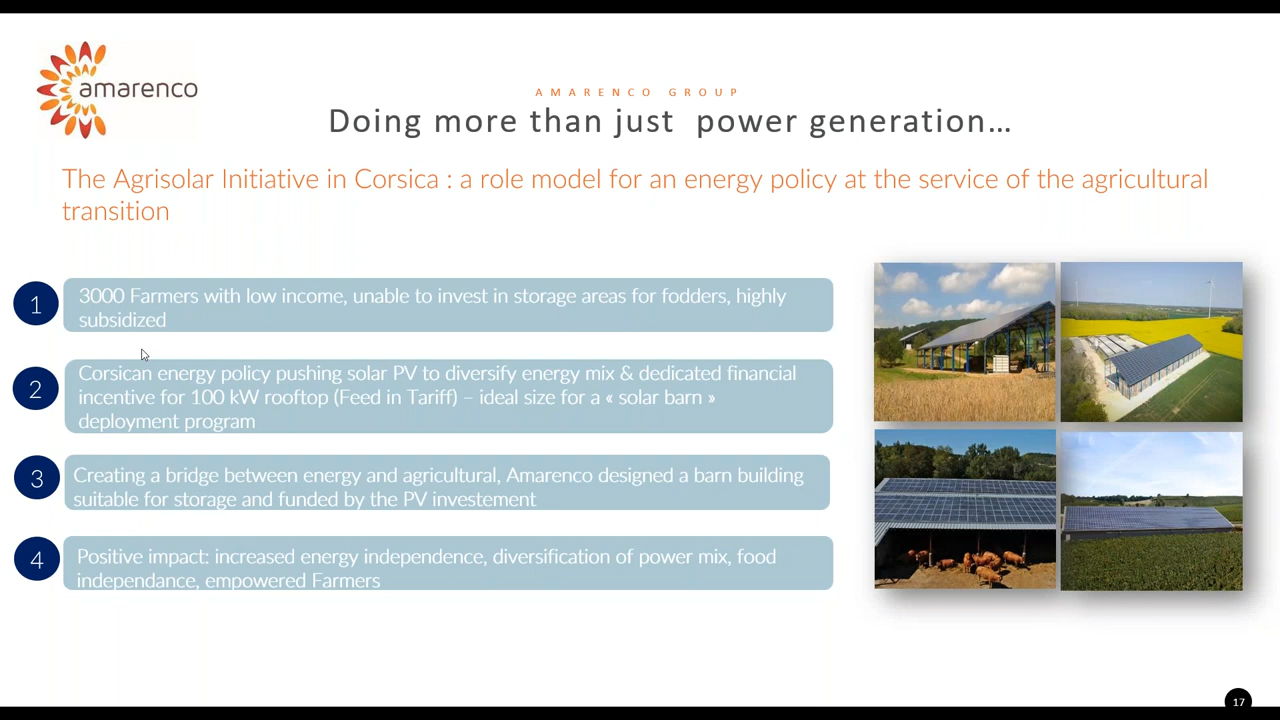 amarenco
AMARENCO GROUP
Doing more than just power generation…
The Agrisolar Initiative in Corsica : a role model for an energy policy at the service of the agricultural
transition
1
3000 Farmers with low income, unable to invest in storage areas for fodders, highly
subsidized
2
Corsican energy policy pushing solar PV to diversify energy mix & dedicated financial
incentive for 100 kW rooftop (Feed in Tariff) – ideal size for a « solar barn »
deployment program
3
Creating a bridge between energy and agricultural, Amarenco designed a barn building
suitable for storage and funded by the PV investement
4
Positive impact: increased energy independence, diversification of power mix, food
independance, empowered Farmers
17